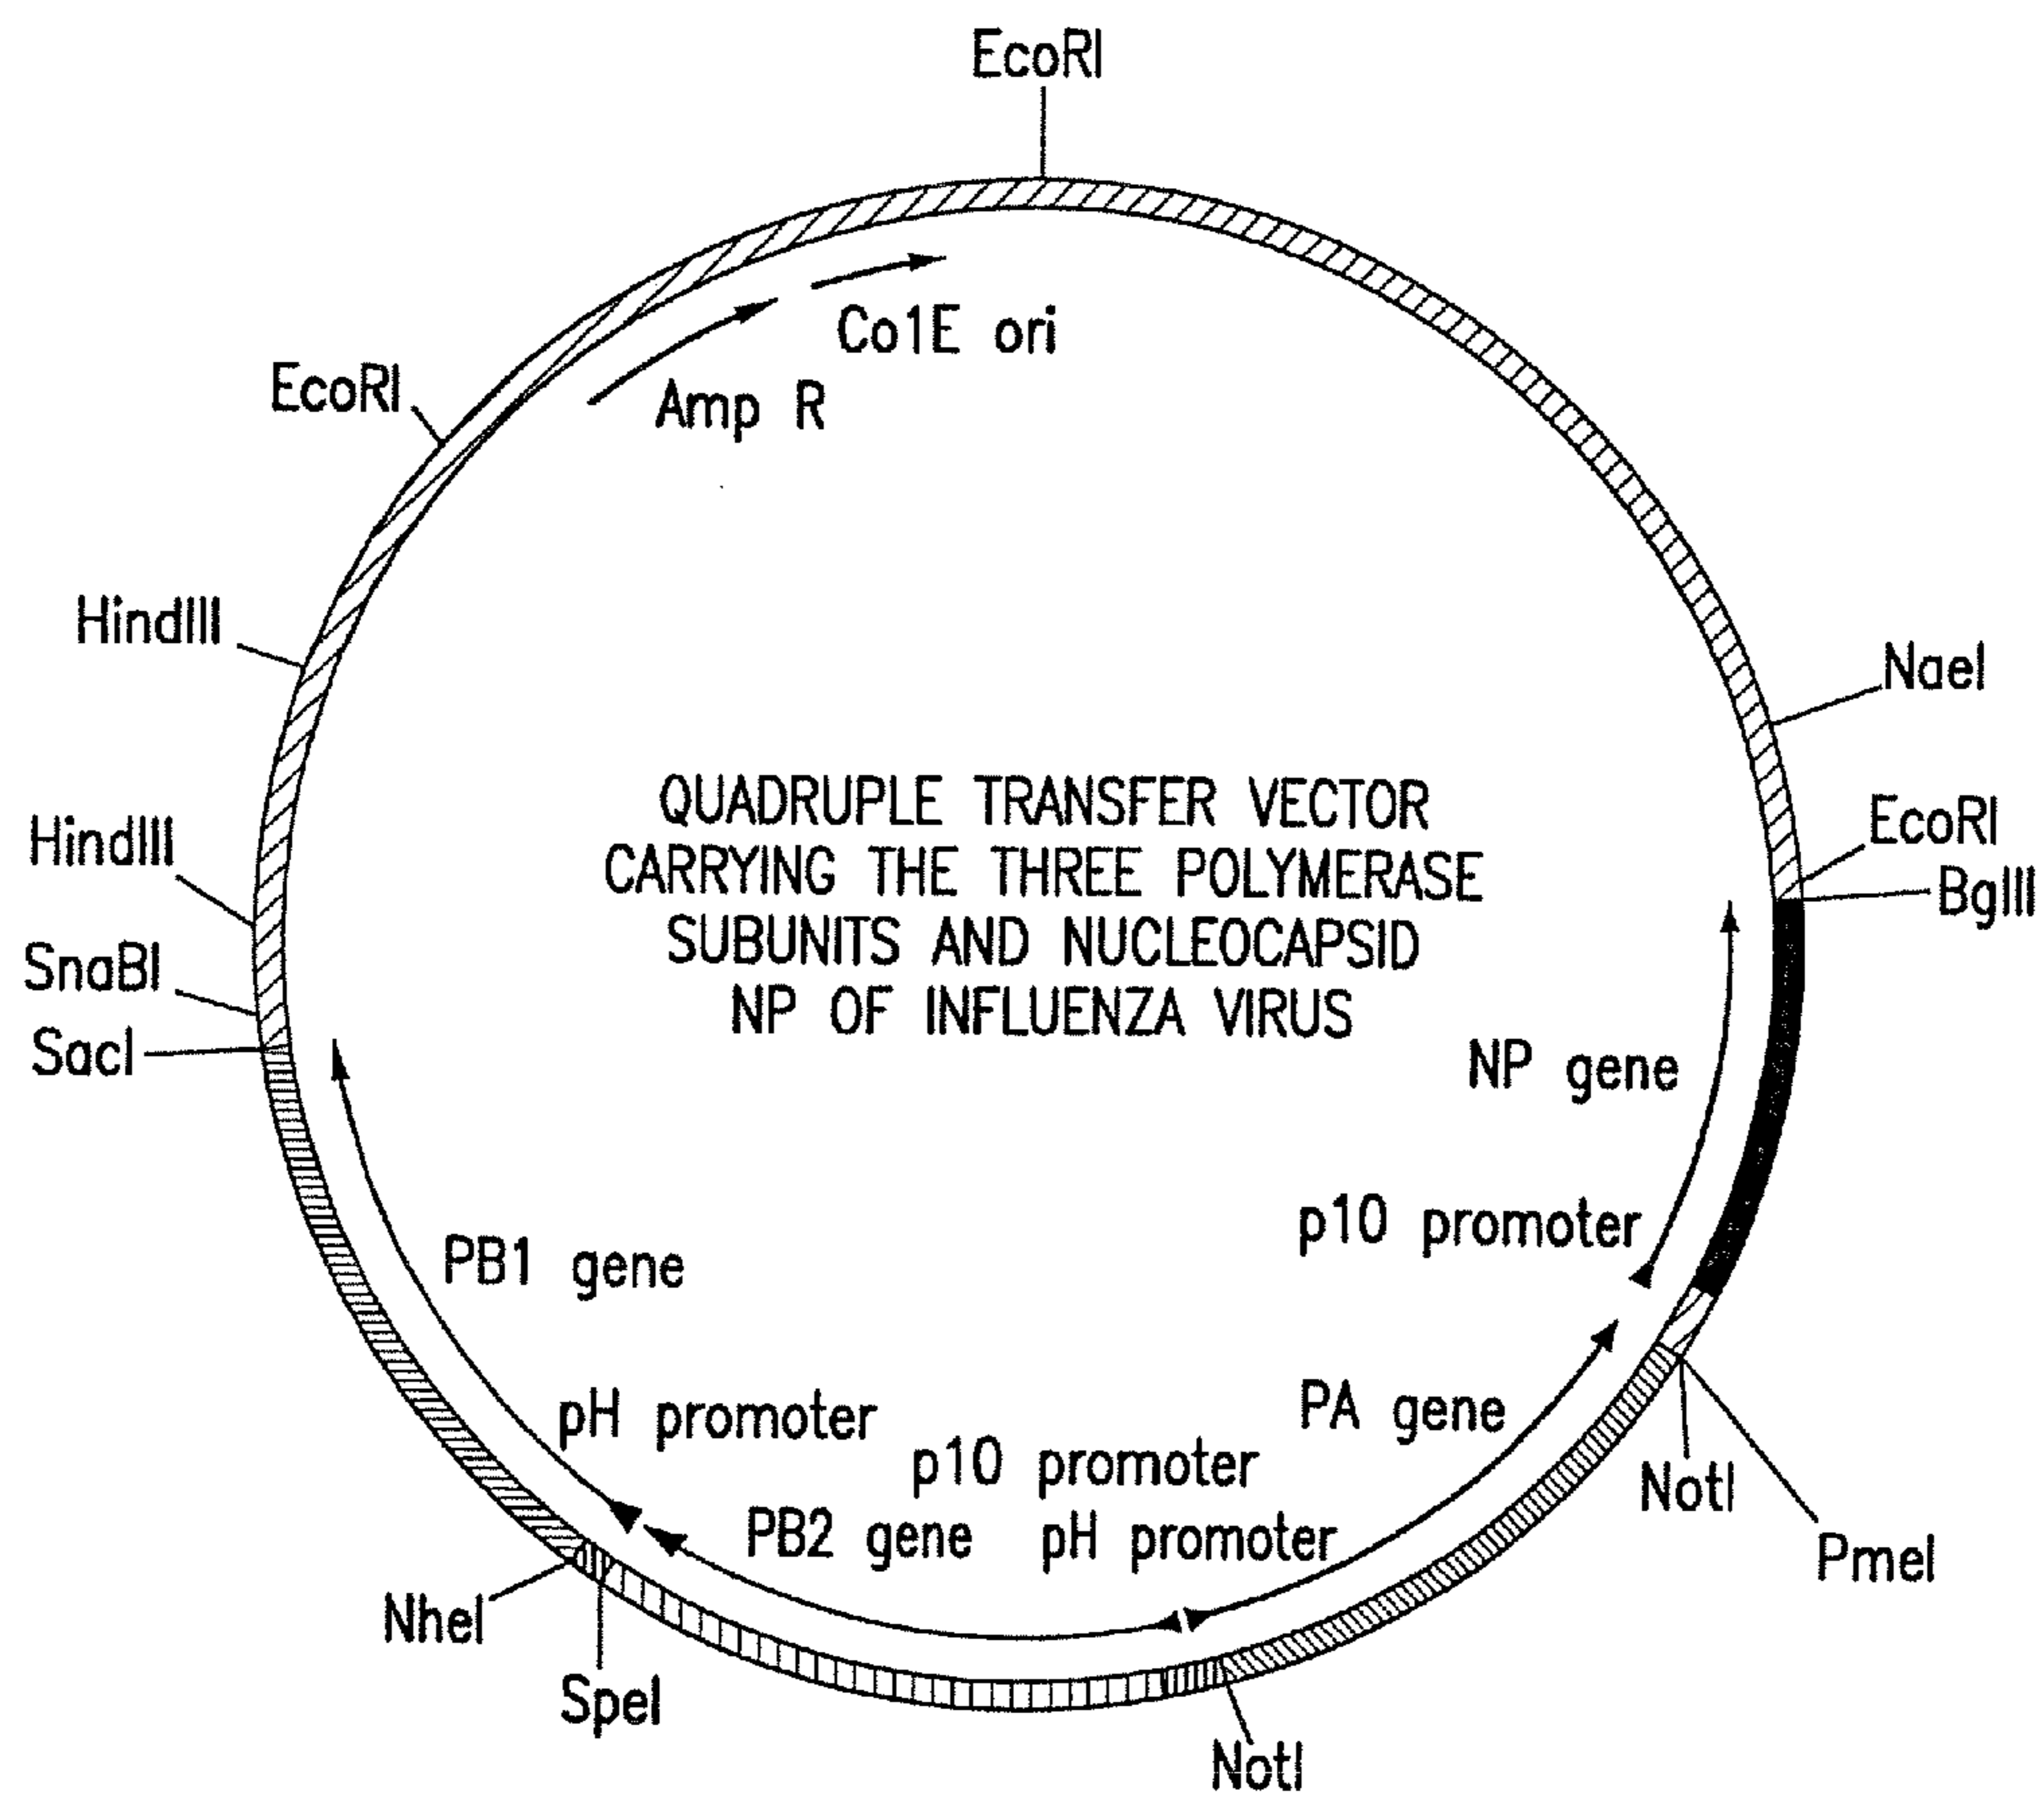 EcoRI
Co1E ori
EcoRI
Amp R
HindIII
NaeI
QUADRUPLE TRANSFER VECTOR
CARRYING THE THREE POLYMERASE
SUBUNITS AND NUCLEOCAPSID
NP OF INFLUENZA VIRUS
HindIII
EcoRI
BglII
SnaBI
SacI
NP gene
p10 promoter
PB1 gene
PA gene
pH promoter
p10 promoter
PB2 gene pH promoter
NotI
PmeI
NheI
SpeI
NotI